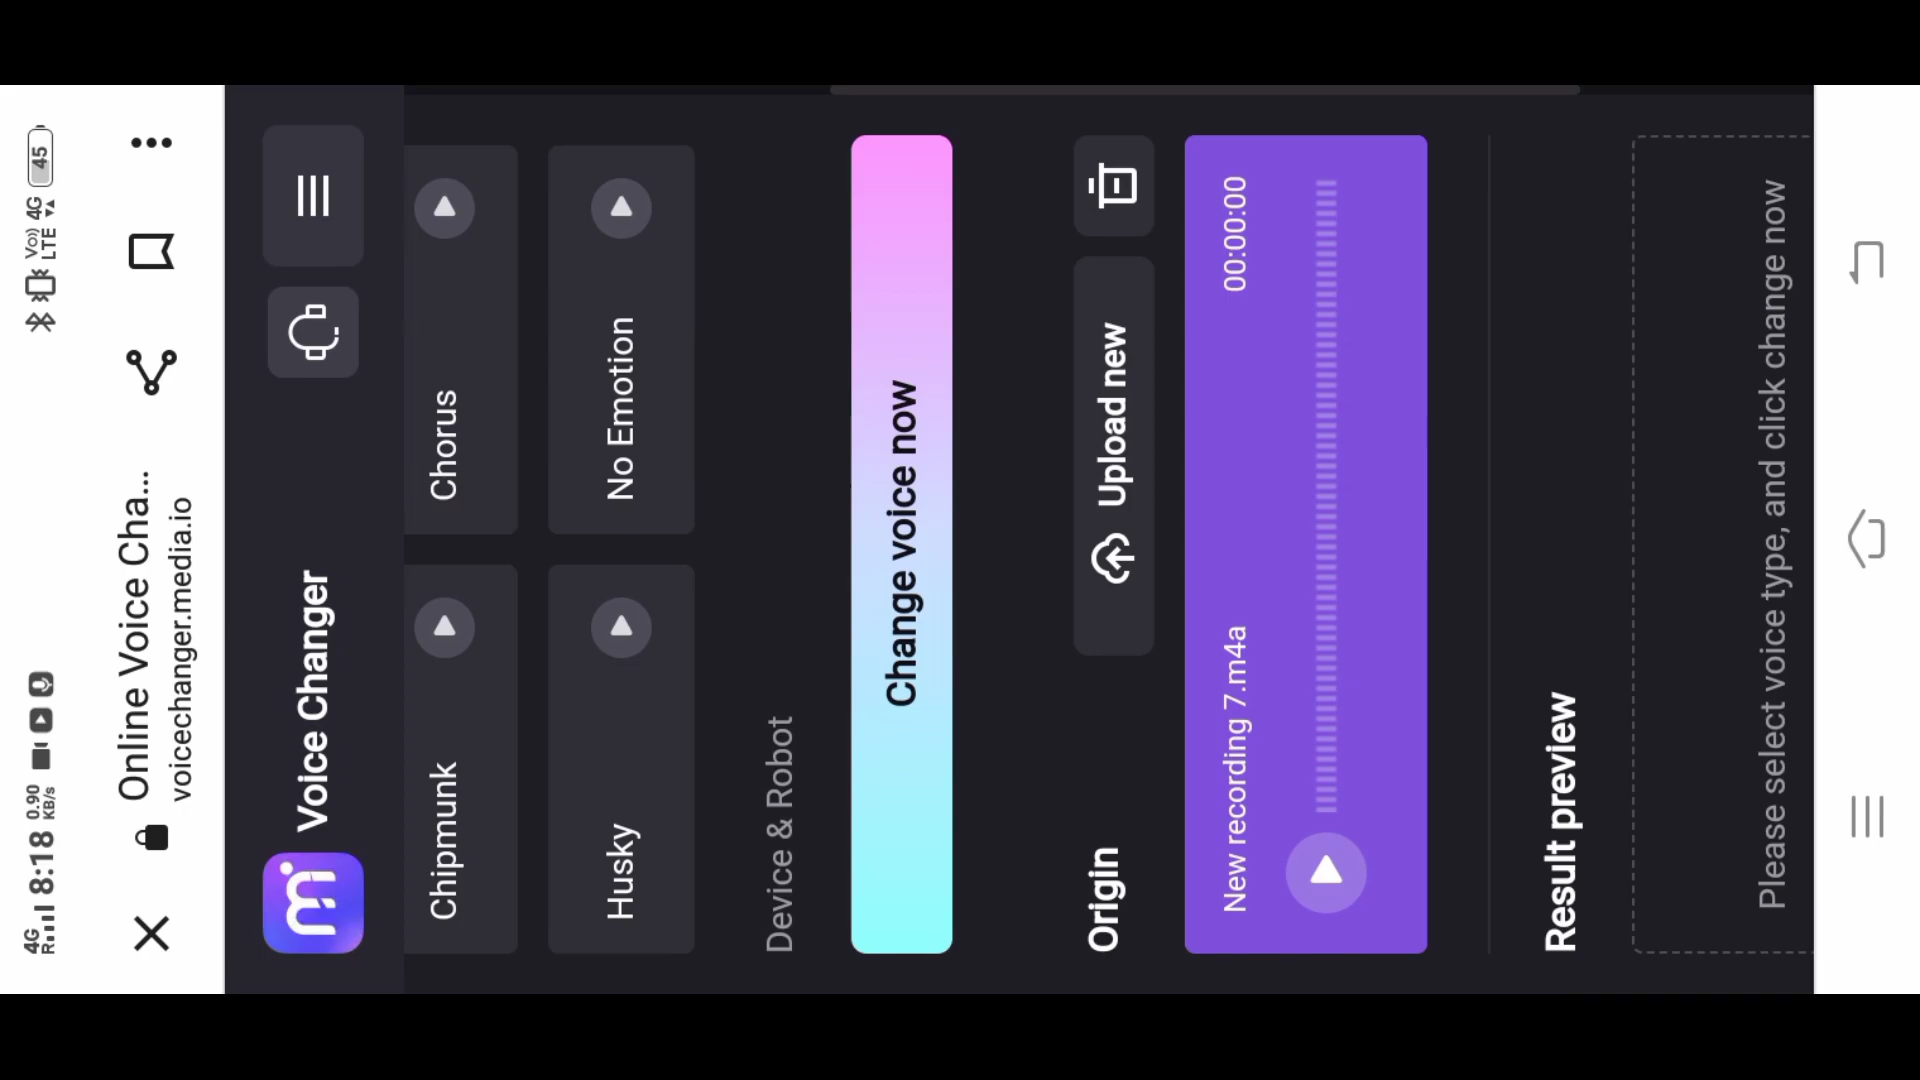 4G R 8:18 0.90 KB/s Vo)) LTE 4G 45
Online Voice Cha...
voicechanger.media.io
Voice Changer
Chipmunk
Chorus
Husky
No Emotion
Device & Robot
Change voice now
Origin
Upload new
New recording 7.m4a
00:00:00
Result preview
Please select voice type, and click change now